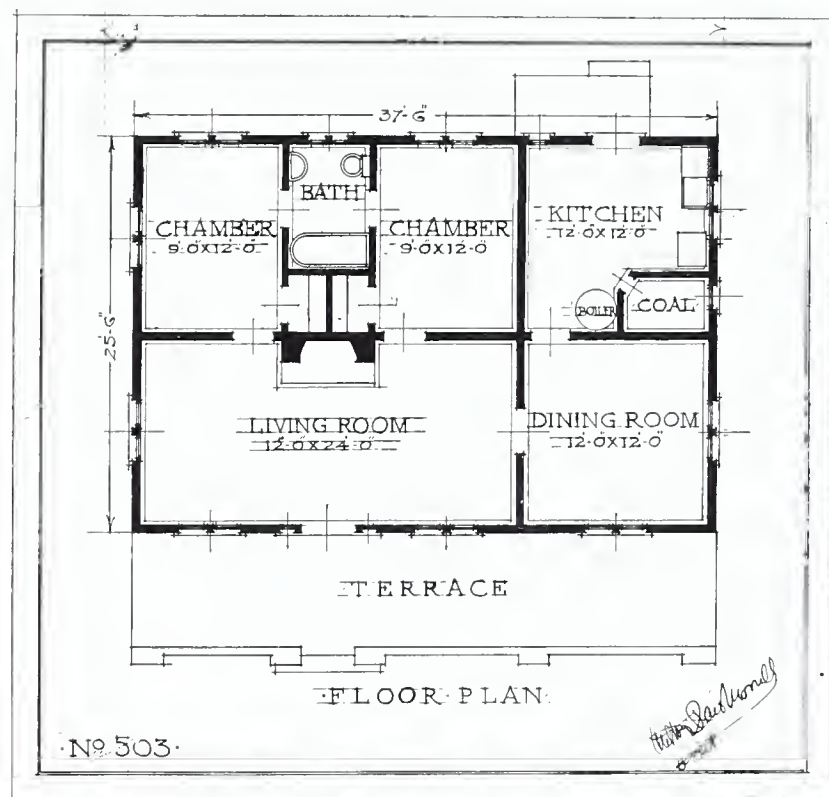 37'-6"
BATH
CHAMBER
9'-0"X12'-0"
CHAMBER
9'-0"X12'-0"
KITCHEN
12'-0"X12'-0"
BOILER
COAL
25'-6"
LIVING ROOM
12'-0"X24'-0"
DINING ROOM
12'-0"X12'-0"
TERRACE
·FLOOR·PLAN·
·Nº 503·